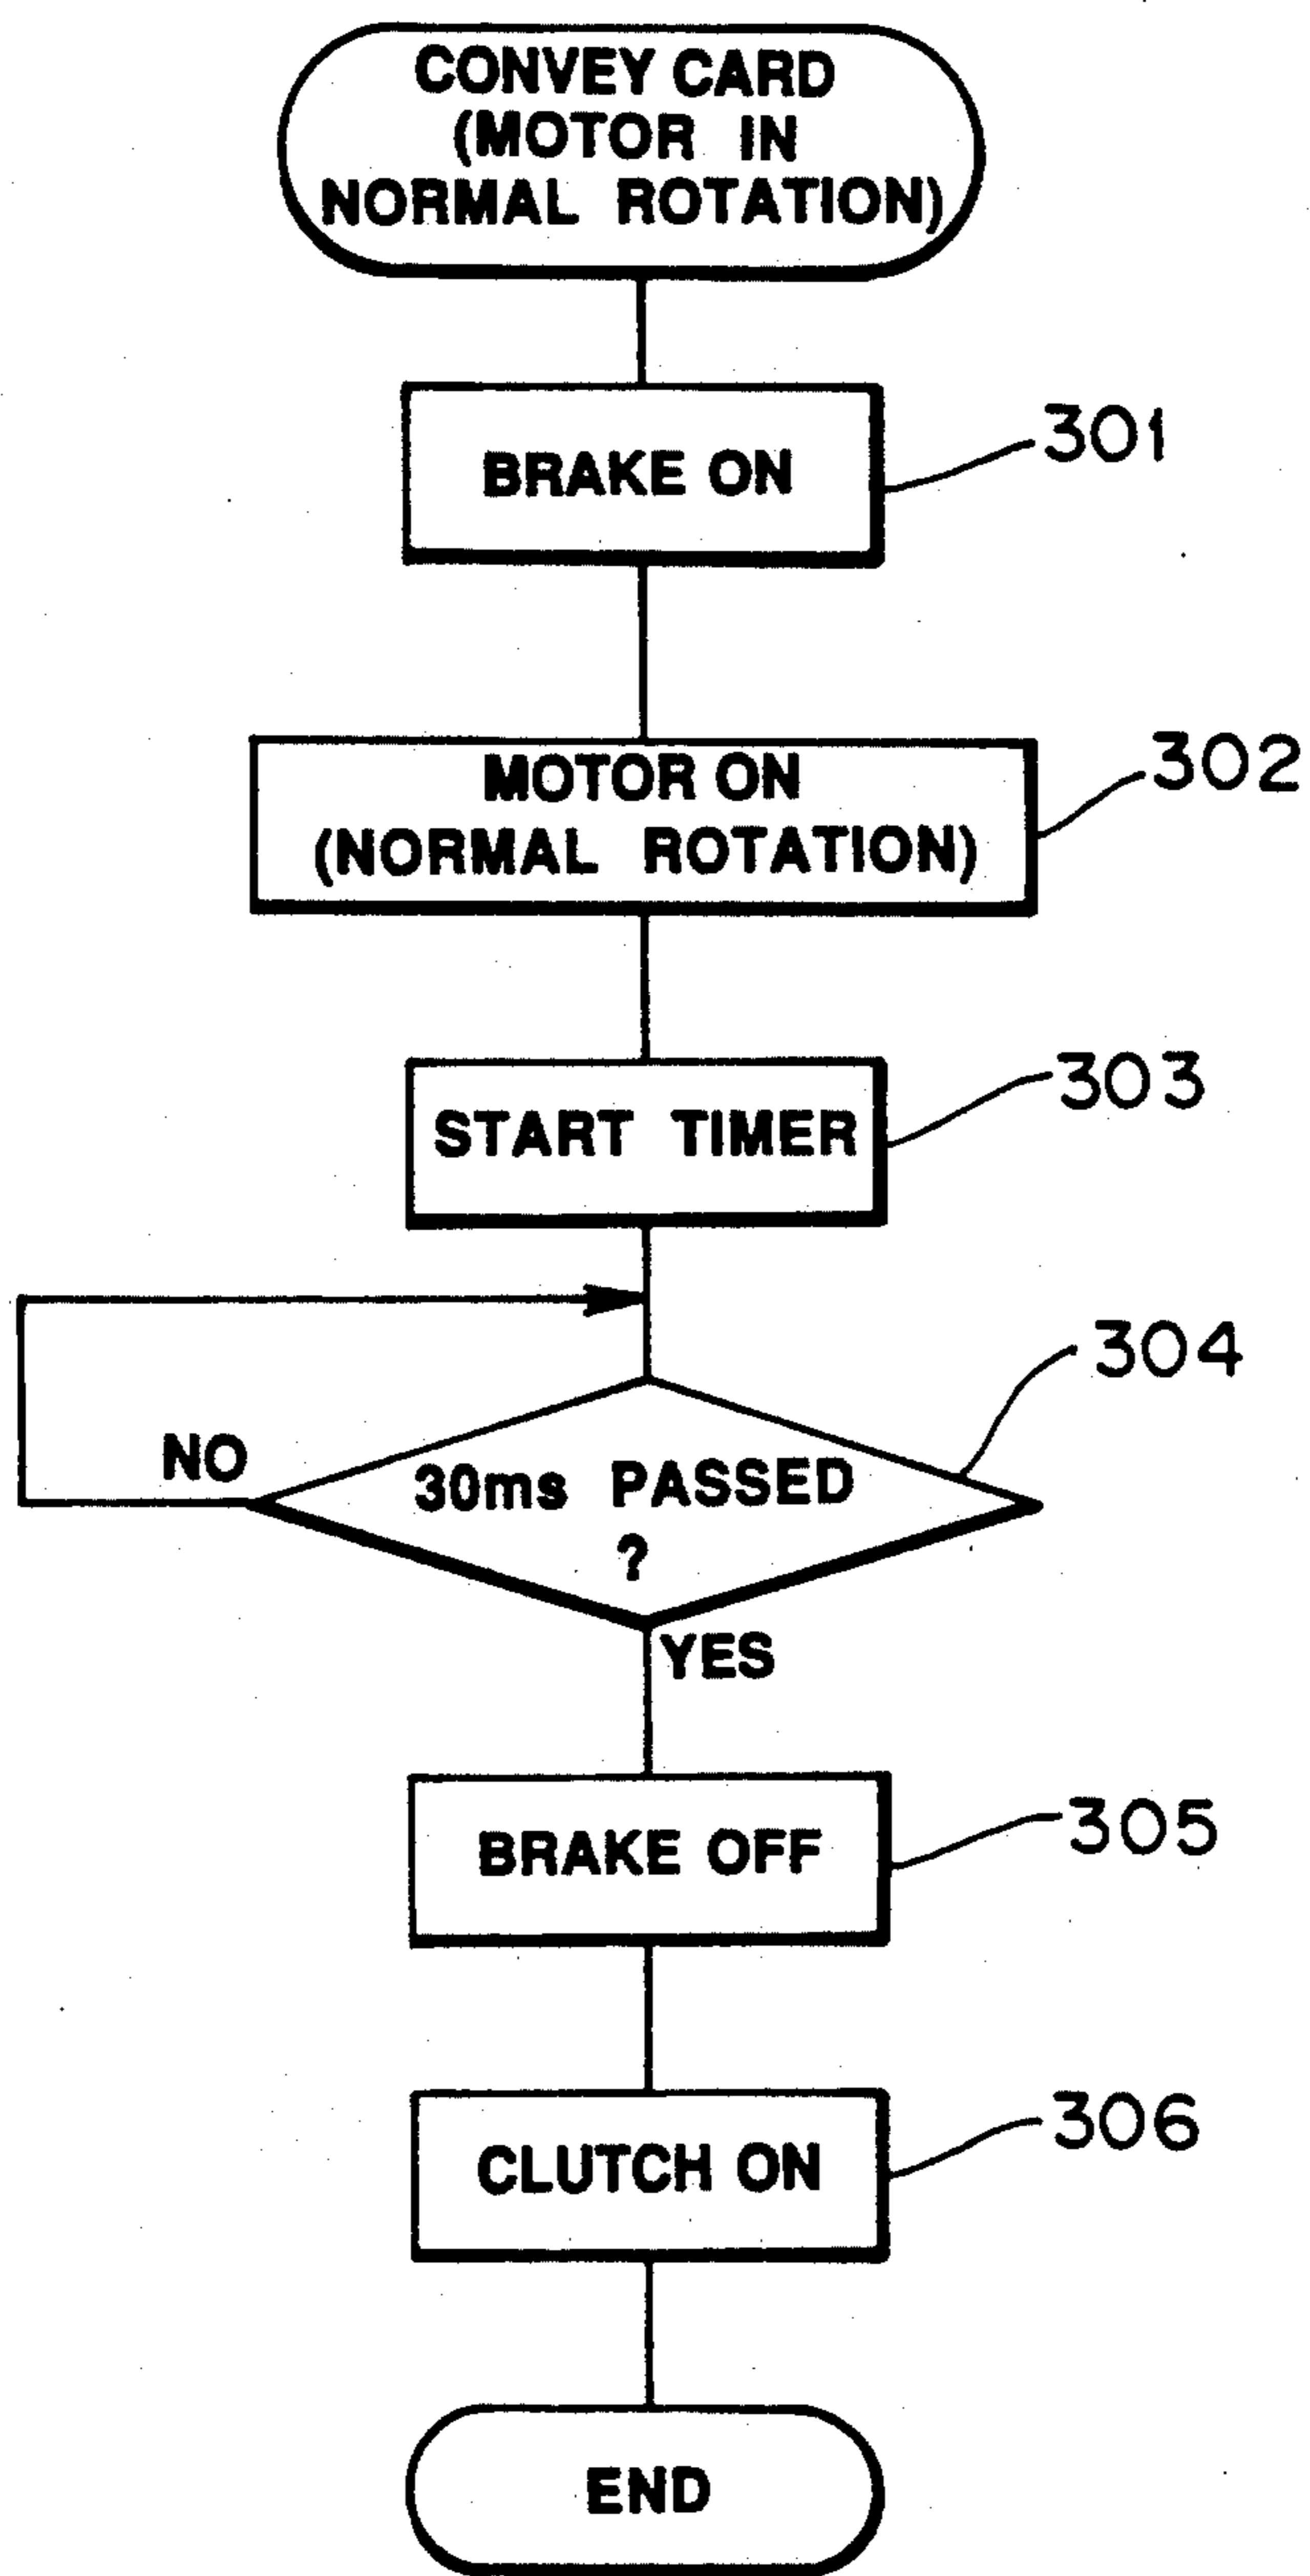 CONVEY CARD
(MOTOR IN
NORMAL ROTATION)
BRAKE ON
301
MOTOR ON
(NORMAL ROTATION)
302
START TIMER
303
304
NO
30ms PASSED
?
YES
BRAKE OFF
305
CLUTCH ON
306
END